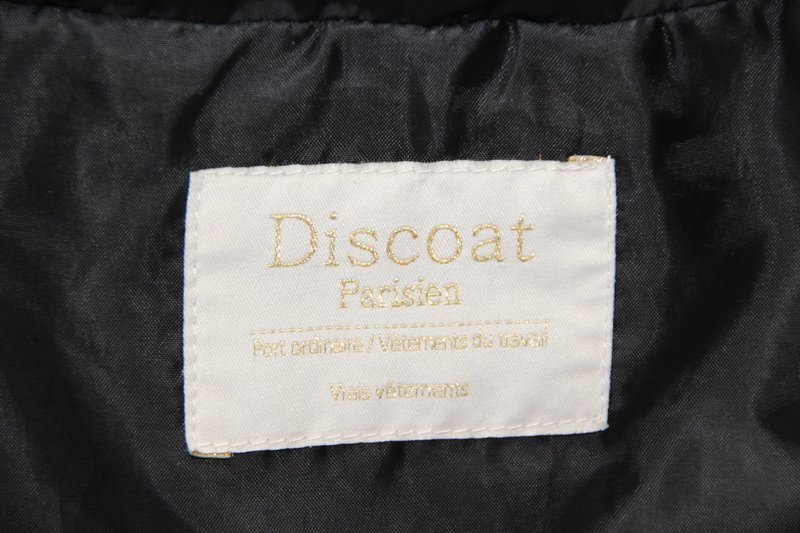 Discoat
Parisien
Port ordinaire / Vêtements du travail
Vrais vêtements